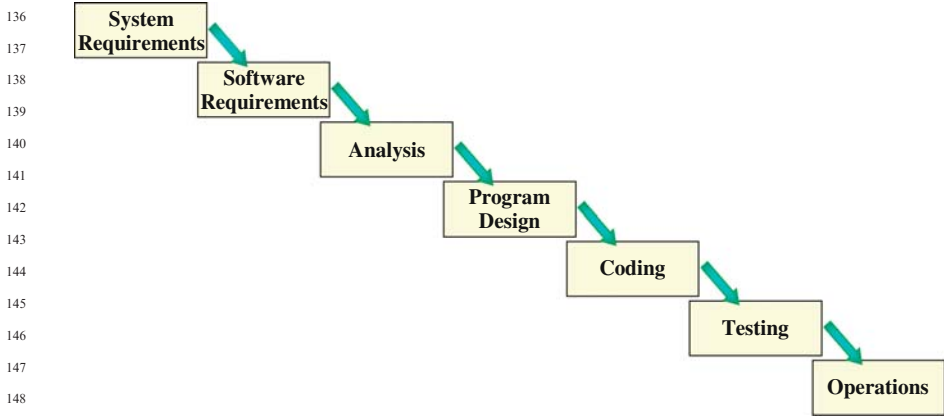 136
System
Requirements
137
138
Software
Requirements
139
140
Analysis
141
142
Program
Design
143
144
Coding
145
146
Testing
147
148
Operations